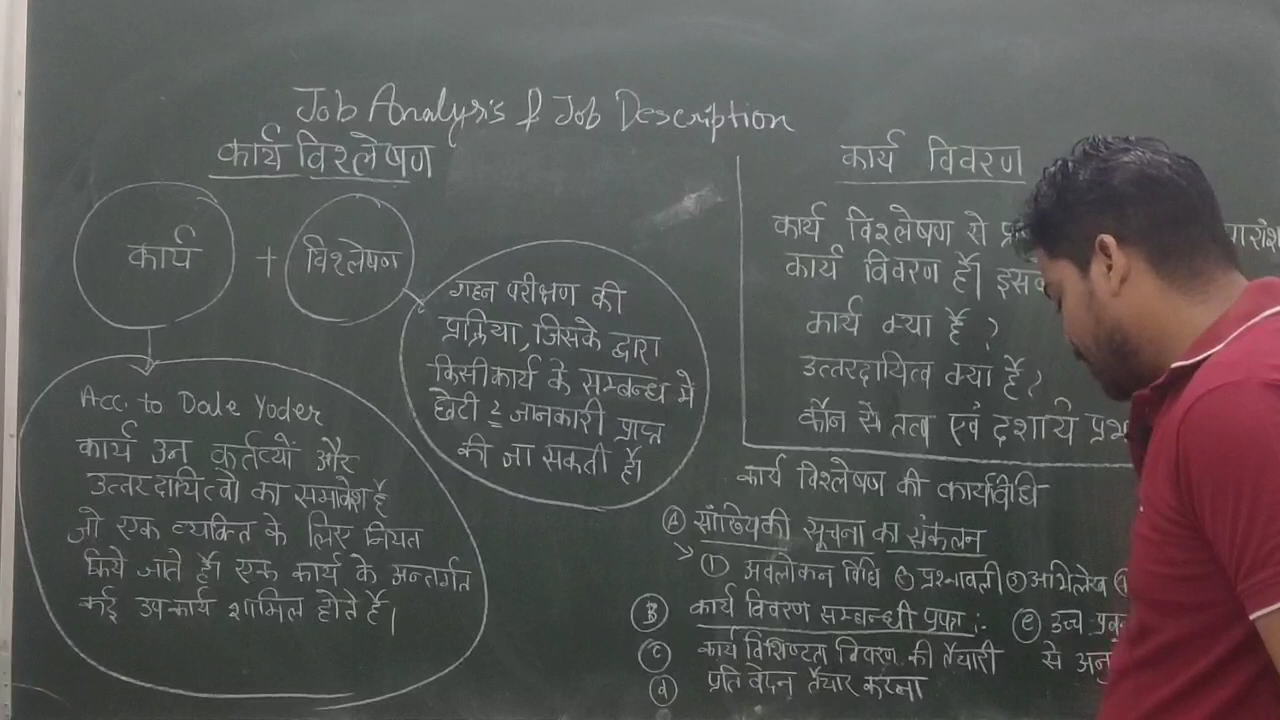 Job Analysis & Job Description
कार्य विश्लेषण
कार्य + विश्लेषण
गहन परीक्षण की
प्रक्रिया, जिसके द्वारा
किसी कार्य के सम्बन्ध मे
छोटी २ जानकारी प्राप्त
की जा सकती है।
Acc. to Dale Yoder
कार्य उन कर्तव्यों और
उत्तरदायित्वो का समावेश है
जो एक व्यक्ति के लिए नियत
किये जाते है। एक कार्य के अन्तर्गत
कई उपकार्य शामिल होते है।
कार्य विवरण
कार्य विश्लेषण से
कार्य विवरण है।
कार्य क्या है ?
उत्तरदायित्व क्या है ?
कौन से तत्व एवं दशाये
कार्य विश्लेषण की कार्यविधि
(A) सांख्यिकी सूचना का संकलन
> (1) अवलोकन विधि (2) प्रश्नावली (3) अभिलेख
(B) कार्य विवरण सम्बन्धी प्रपत्र :- (e) उच्च
(c) कार्य विशिष्टता विवरण की तैयारी से
(d) प्रतिवेदन तैयार करना